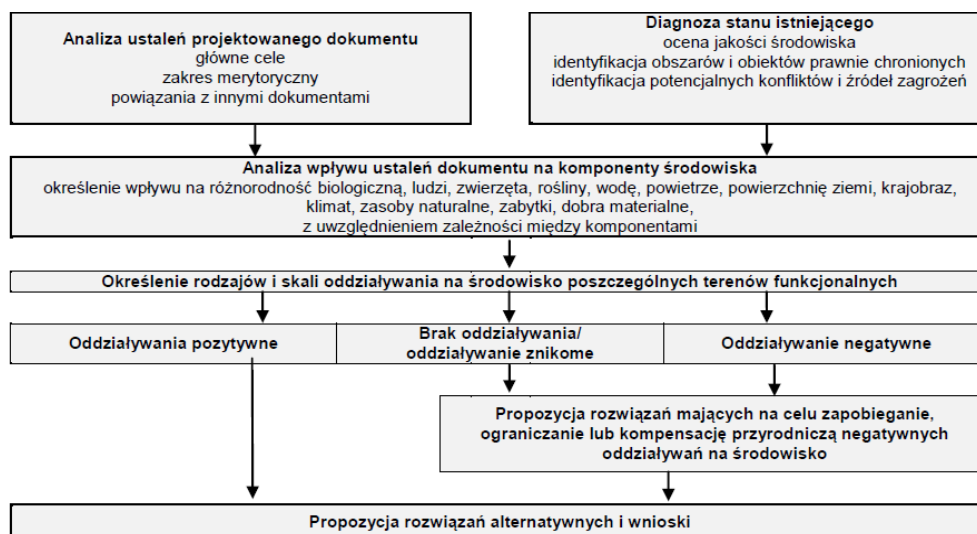 Analiza ustaleń projektowanego dokumentu
główne cele
zakres merytoryczny
powiązania z innymi dokumentami
Diagnoza stanu istniejącego
ocena jakości środowiska
identyfikacja obszarów i obiektów prawnie chronionych
identyfikacja potencjalnych konfliktów i źródeł zagrożeń
Analiza wpływu ustaleń dokumentu na komponenty środowiska
określenie wpływu na różnorodność biologiczną, ludzi, zwierzęta, rośliny, wodę, powietrze, powierzchnię ziemi, krajobraz,
klimat, zasoby naturalne, zabytki, dobra materialne,
z uwzględnieniem zależności między komponentami
Określenie rodzajów i skali oddziaływania na środowisko poszczególnych terenów funkcjonalnych
Oddziaływania pozytywne
Brak oddziaływania/
oddziaływanie znikome
Oddziaływanie negatywne
Propozycja rozwiązań mających na celu zapobieganie,
ograniczanie lub kompensację przyrodniczą negatywnych
oddziaływań na środowisko
Propozycja rozwiązań alternatywnych i wnioski